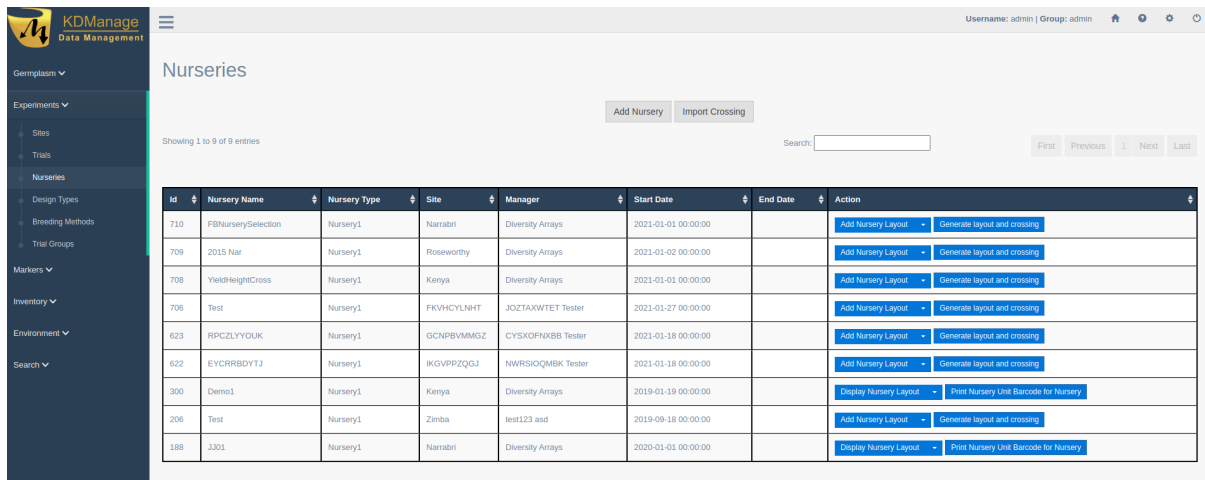 KDManage
Data Management
Username: admin | Group: admin
Germplasm
Experiments
Sites
Trials
Nurseries
Design Types
Breeding Methods
Trial Groups
Markers
Inventory
Environment
Search
Nurseries
Add Nursery Import Crossing
Showing 1 to 9 of 9 entries Search: First Previous 1 Next Last
Id Nursery Name Nursery Type Site Manager Start Date End Date Action
710 FBNurserySelection Nursery1 Narrabri Diversity Arrays 2021-01-01 00:00:00 Add Nursery Layout Generate layout and crossing
709 2015 Nar Nursery1 Roseworthy Diversity Arrays 2021-01-02 00:00:00 Add Nursery Layout Generate layout and crossing
708 YieldHeightCross Nursery1 Kenya Diversity Arrays 2021-01-01 00:00:00 Add Nursery Layout Generate layout and crossing
706 Test Nursery1 FKVHCYLNHT JOZTAXWTET Tester 2021-01-27 00:00:00 Add Nursery Layout Generate layout and crossing
623 RPCZLYYOUK Nursery1 GCNPBVMMGZ CYSXOFNXBB Tester 2021-01-18 00:00:00 Add Nursery Layout Generate layout and crossing
622 EYCRRBDYTJ Nursery1 IKGVPPZQGJ NWRSIOQMBK Tester 2021-01-18 00:00:00 Add Nursery Layout Generate layout and crossing
300 Demo1 Nursery1 Kenya Diversity Arrays 2019-01-19 00:00:00 Display Nursery Layout Print Nursery Unit Barcode for Nursery
206 Test Nursery1 Zimba test123 asd 2019-09-18 00:00:00 Add Nursery Layout Generate layout and crossing
188 JJ01 Nursery1 Narrabri Diversity Arrays 2020-01-01 00:00:00 Display Nursery Layout Print Nursery Unit Barcode for Nursery